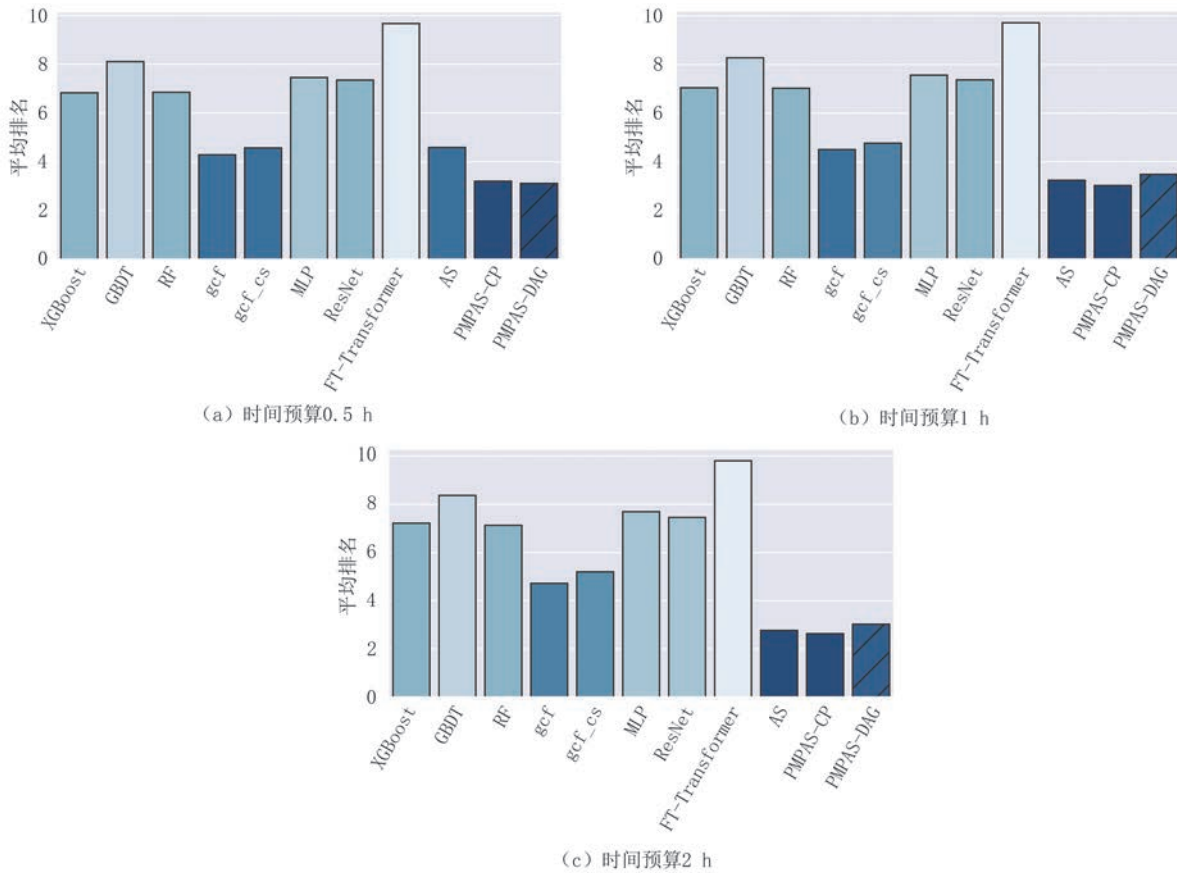 10
8
6
4
2
0
平均排名
XGBoost
GBDT
RF
gcf
gcf_cs
MLP
ResNet
FT-Transformer
AS
PMPAS-CP
PMPAS-DAG
(a) 时间预算0.5 h
10
8
6
4
2
0
平均排名
XGBoost
GBDT
RF
gcf
gcf_cs
MLP
ResNet
FT-Transformer
AS
PMPAS-CP
PMPAS-DAG
(b) 时间预算1 h
10
8
6
4
2
0
平均排名
XGBoost
GBDT
RF
gcf
gcf_cs
MLP
ResNet
FT-Transformer
AS
PMPAS-CP
PMPAS-DAG
(c) 时间预算2 h